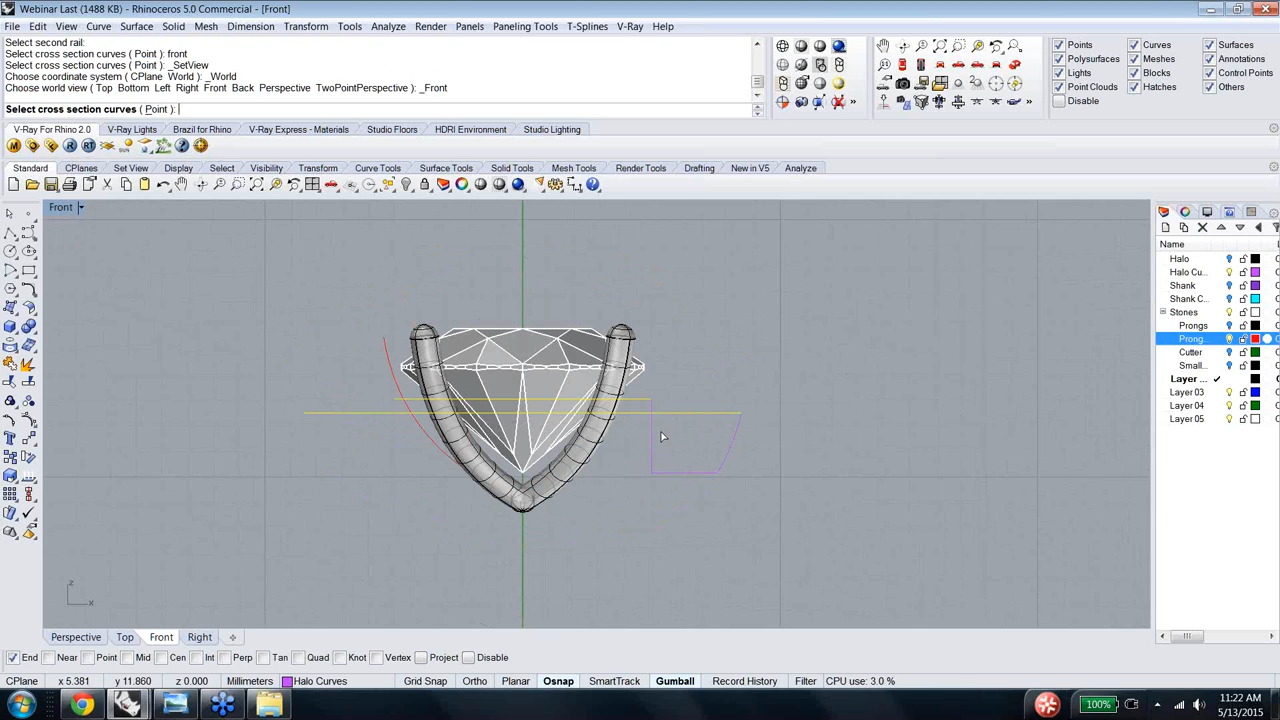 Webinar Last (1488 KB) - Rhinoceros 5.0 Commercial - [Front]
File Edit View Curve Surface Solid Mesh Dimension Transform Tools Analyze Render Panels Paneling Tools T-Splines V-Ray Help
Select second rail:
Select cross section curves ( Point ): front
Select cross section curves ( Point ): _SetView
Choose coordinate system ( CPlane World ): _World
Choose world view ( Top Bottom Left Right Front Back Perspective TwoPointPerspective ): _Front
Select cross section curves ( Point ):
Points Curves Surfaces
Polysurfaces Meshes Annotations
Lights Blocks Control Points
Point Clouds Hatches Others
Disable
V-Ray For Rhino 2.0 V-Ray Lights Brazil for Rhino V-Ray Express - Materials Studio Floors HDRI Environment Studio Lighting
Standard CPlanes Set View Display Select Visibility Transform Curve Tools Surface Tools Solid Tools Mesh Tools Render Tools Drafting New in V5 Analyze
Front
Name
Halo
Halo Cu...
Shank
Shank C...
Stones
Prongs
Prong...
Cutter
Small...
Layer ...
Layer 03
Layer 04
Layer 05
z
x
Perspective Top Front Right
End Near Point Mid Cen Int Perp Tan Quad Knot Vertex Project Disable
CPlane x 5.381 y 11.860 z 0.000 Millimeters Halo Curves Grid Snap Ortho Planar Osnap SmartTrack Gumball Record History Filter CPU use: 3.0 %
100%
11:22 AM
5/13/2015